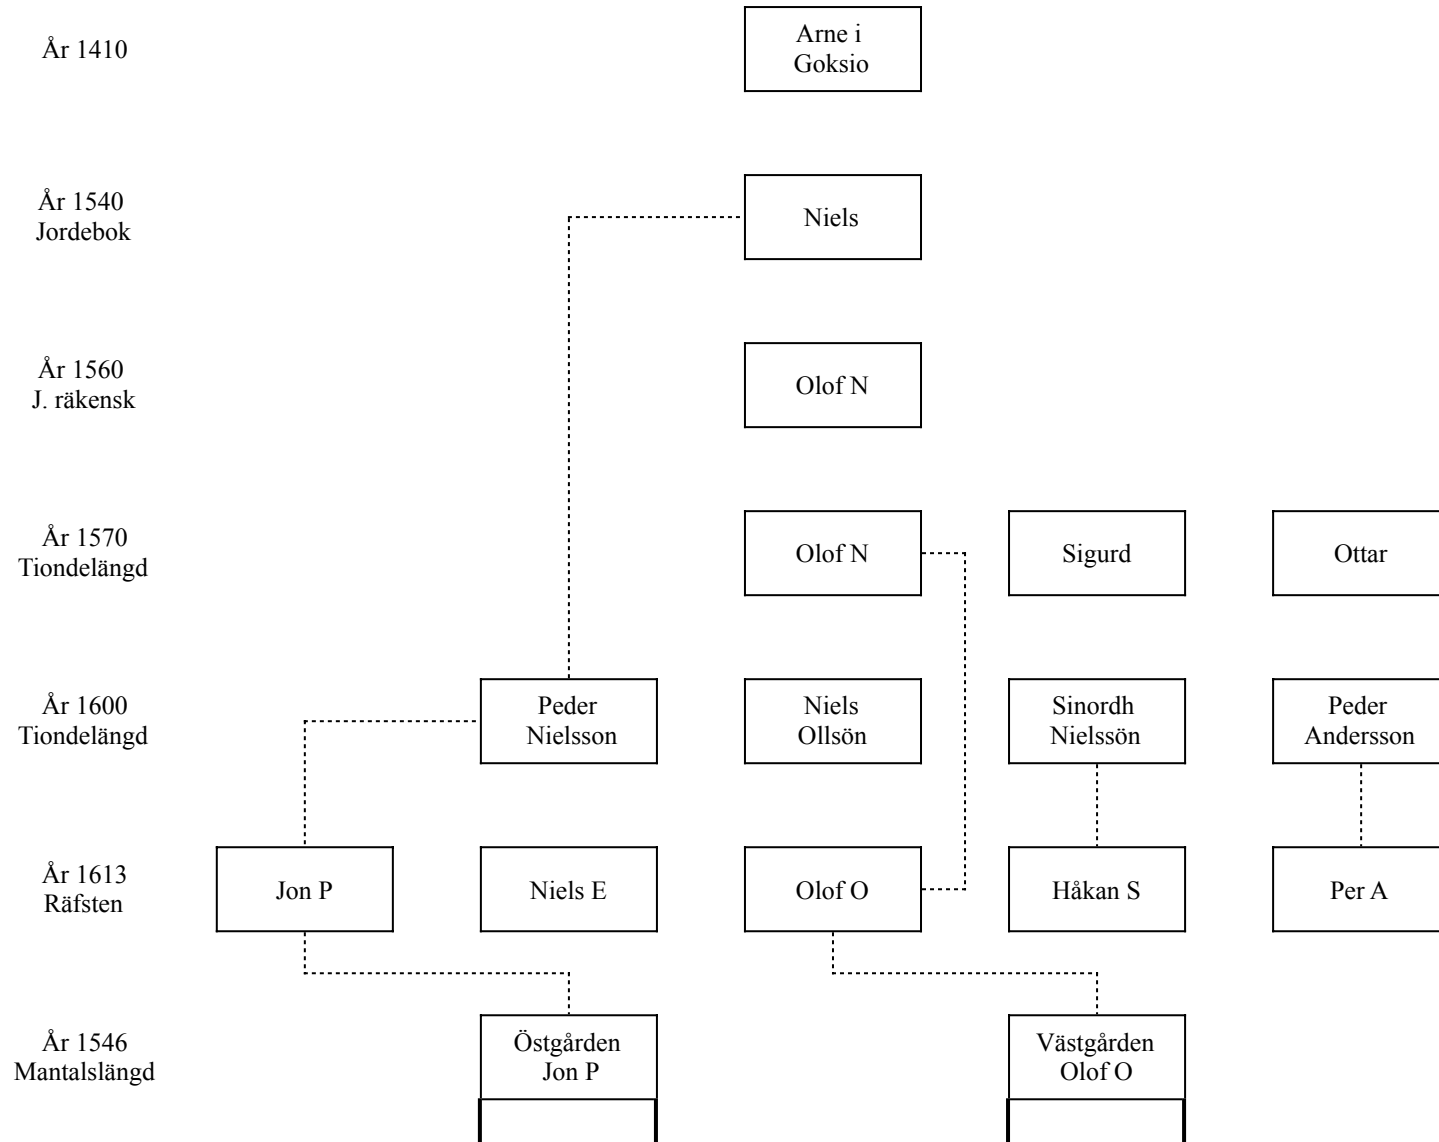 År 1410
Arne i
Goksio
År 1540
Jordebok
Niels
År 1560
J. räkensk
Olof N
År 1570
Tiondelängd
Olof N
Sigurd
Ottar
År 1600
Tiondelängd
Peder
Nielsson
Niels
Ollsön
Sinordh
Nielssön
Peder
Andersson
År 1613
Räfsten
Jon P
Niels E
Olof O
Håkan S
Per A
År 1546
Mantalslängd
Östgården
Jon P
Västgården
Olof O